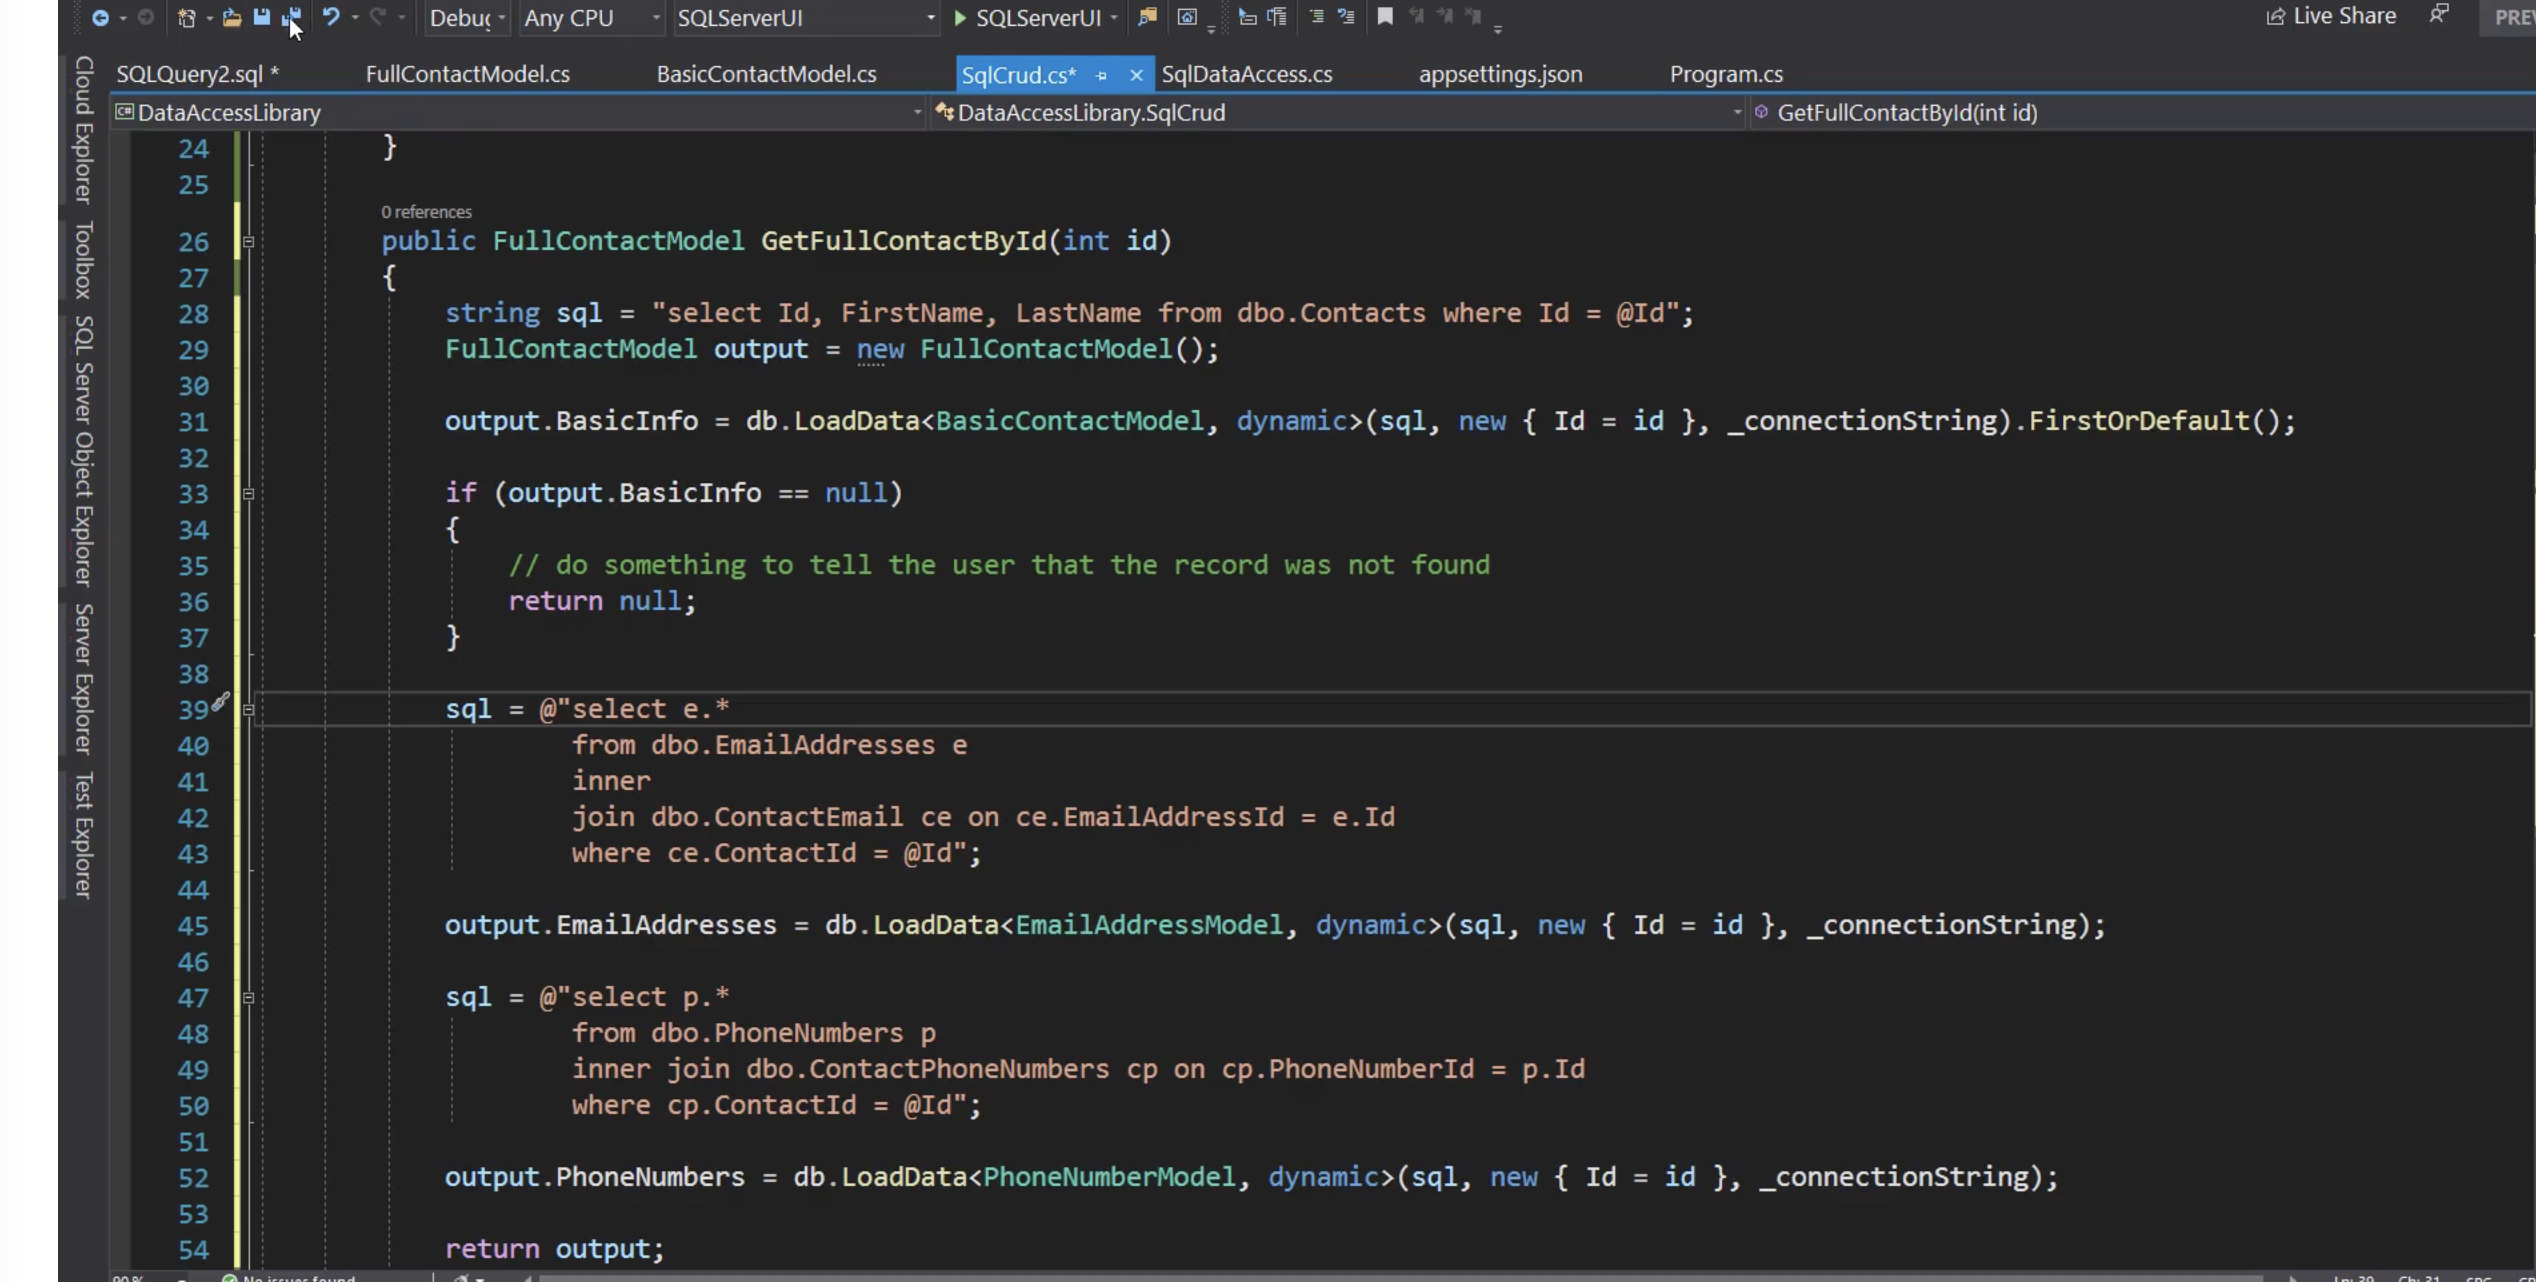 Debug Any CPU SQLServerUI SQLServerUI Live Share
SQLQuery2.sql * FullContactModel.cs BasicContactModel.cs SqlCrud.cs* SqlDataAccess.cs appsettings.json Program.cs
C# DataAccessLibrary DataAccessLibrary.SqlCrud GetFullContactById(int id)
Cloud Explorer
Toolbox
SQL Server Object Explorer
Server Explorer
Test Explorer
24 }
25
0 references
26 public FullContactModel GetFullContactById(int id)
27 {
28 string sql = "select Id, FirstName, LastName from dbo.Contacts where Id = @Id";
29 FullContactModel output = new FullContactModel();
30
31 output.BasicInfo = db.LoadData<BasicContactModel, dynamic>(sql, new { Id = id }, _connectionString).FirstOrDefault();
32
33 if (output.BasicInfo == null)
34 {
35 // do something to tell the user that the record was not found
36 return null;
37 }
38
39 sql = @"select e.*
40 from dbo.EmailAddresses e
41 inner
42 join dbo.ContactEmail ce on ce.EmailAddressId = e.Id
43 where ce.ContactId = @Id";
44
45 output.EmailAddresses = db.LoadData<EmailAddressModel, dynamic>(sql, new { Id = id }, _connectionString);
46
47 sql = @"select p.*
48 from dbo.PhoneNumbers p
49 inner join dbo.ContactPhoneNumbers cp on cp.PhoneNumberId = p.Id
50 where cp.ContactId = @Id";
51
52 output.PhoneNumbers = db.LoadData<PhoneNumberModel, dynamic>(sql, new { Id = id }, _connectionString);
53
54 return output;
90 % No issues found